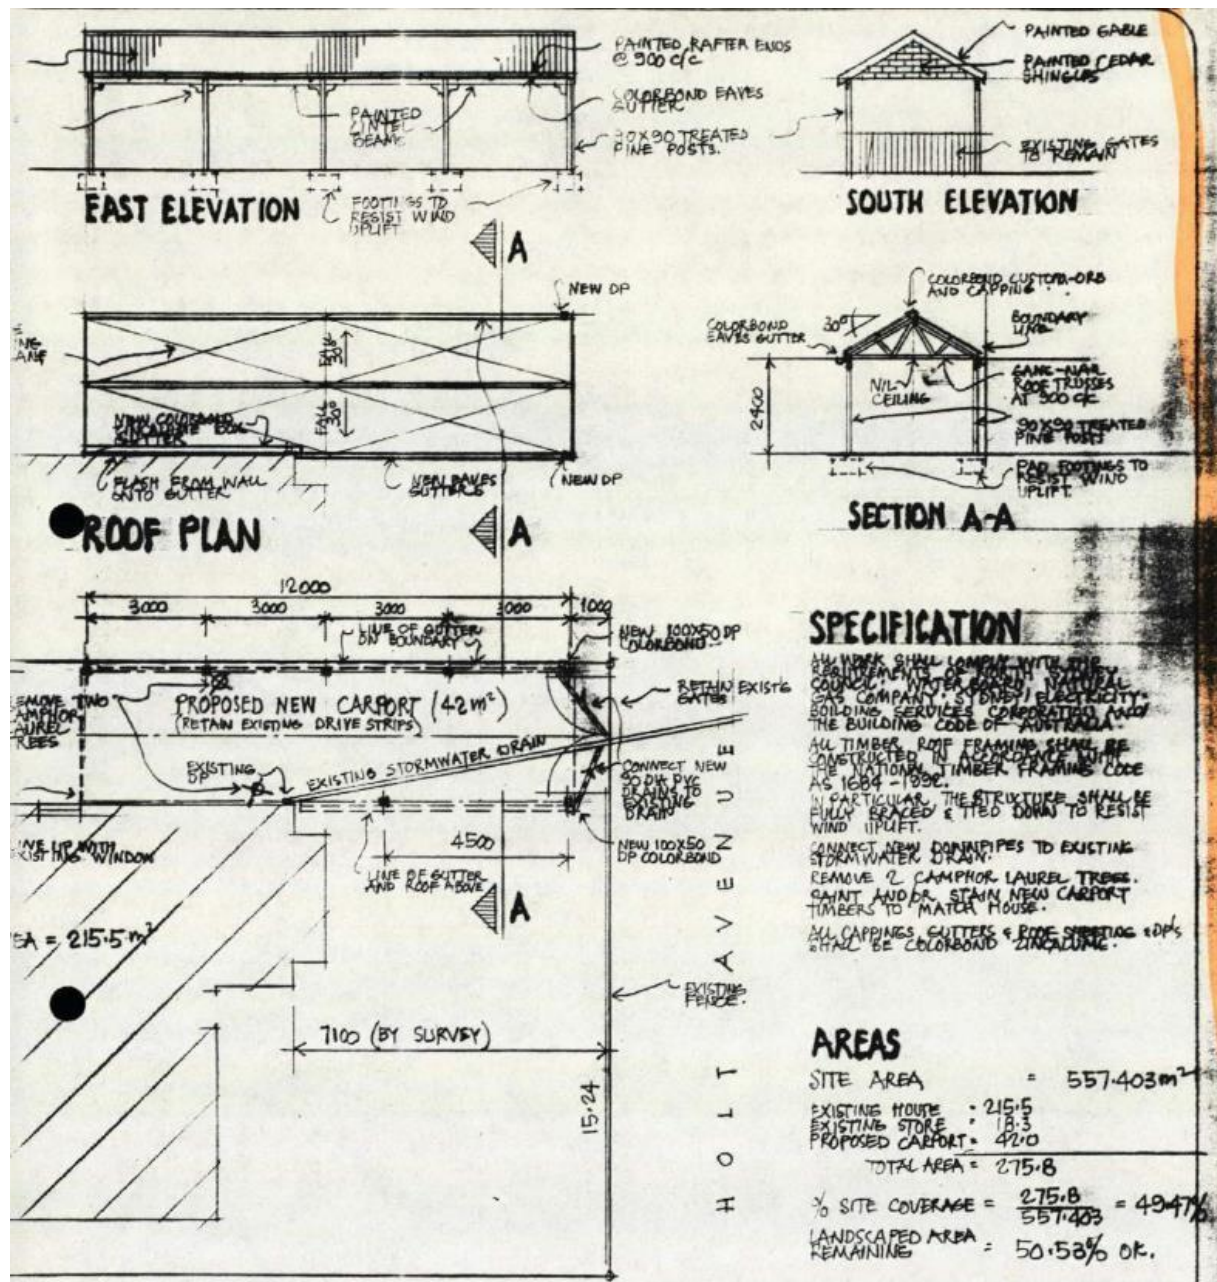 PAINTED RAFTER ENDS
@ 900 C/C
COLORBOND EAVES
GUTTER
PAINTED
LINTEL
BEAMS
90X90 TREATED
PINE POSTS.
EAST ELEVATION
FOOTINGS TO
RESIST WIND
UPLIFT
PAINTED GABLE
PAINTED CEDAR
SHINGLES
EXISTING GATES
TO REMAIN
SOUTH ELEVATION
A
NEW DP
FALL
30°
FALL
30°
NEW COLORBOND
GUTTER
FLASH FROM WALL
ONTO GUTTER
NEW EAVES
GUTTERS
NEW DP
ROOF PLAN
A
COLORBOND CUSTOM-ORB
AND CAPPING
COLORBOND
EAVES GUTTER
30°
BOUNDARY
LINE
NIL
CEILING
GANG-NAIL
ROOF TRUSSES
AT 900 C/C
2400
90X90 TREATED
PINE POSTS
PAD FOOTINGS TO
RESIST WIND
UPLIFT.
SECTION A-A
12000
3000 3000 3000 3000 1000
LINE OF GUTTER
ON BOUNDARY
NEW 100X50 DP
COLORBOND.
REMOVE TWO
CAMPHOR
LAUREL
TREES
PROPOSED NEW CARPORT (42m²)
(RETAIN EXISTING DRIVE STRIPS)
RETAIN EXIST'G
GATES
EXISTING
DP
EXISTING STORMWATER DRAIN
CONNECT NEW
90 DIA PVC
DRAINS TO
EXISTING
DRAIN
LINE UP WITH
EXISTING WINDOW
4500
NEW 100X50
DP COLORBOND
LINE OF GUTTER
AND ROOF ABOVE
A
= 215.5m²
EXISTING
FENCE.
7100 (BY SURVEY)
15.24
HOLT AVENUE
SPECIFICATION
ALL WORK SHALL COMPLY WITH THE
REQUIREMENTS OF NORTH SYDNEY
COUNCIL, WATER BOARD, NATURAL
GAS COMPANY, SYDNEY ELECTRICITY,
BUILDING SERVICES CORPORATION AND
THE BUILDING CODE OF AUSTRALIA.
ALL TIMBER ROOF FRAMING SHALL BE
CONSTRUCTED IN ACCORDANCE WITH
THE NATIONAL TIMBER FRAMING CODE
AS 1684 - 1992.
IN PARTICULAR, THE STRUCTURE SHALL BE
FULLY BRACED & TIED DOWN TO RESIST
WIND UPLIFT.
CONNECT NEW DOWNPIPES TO EXISTING
STORMWATER DRAIN.
REMOVE 2 CAMPHOR LAUREL TREES.
PAINT AND/OR STAIN NEW CARPORT
TIMBERS TO MATCH HOUSE.
ALL CAPPINGS, GUTTERS & ROOF SHEETING & DP's
SHALL BE COLORBOND ZINCALUME.
AREAS
SITE AREA = 557.403m²
EXISTING HOUSE = 215.5
EXISTING STORE = 18.3
PROPOSED CARPORT = 42.0
TOTAL AREA = 275.8
% SITE COVERAGE = 275.8 / 557.403 = 49.47%
LANDSCAPED AREA
REMAINING = 50.53% OK.